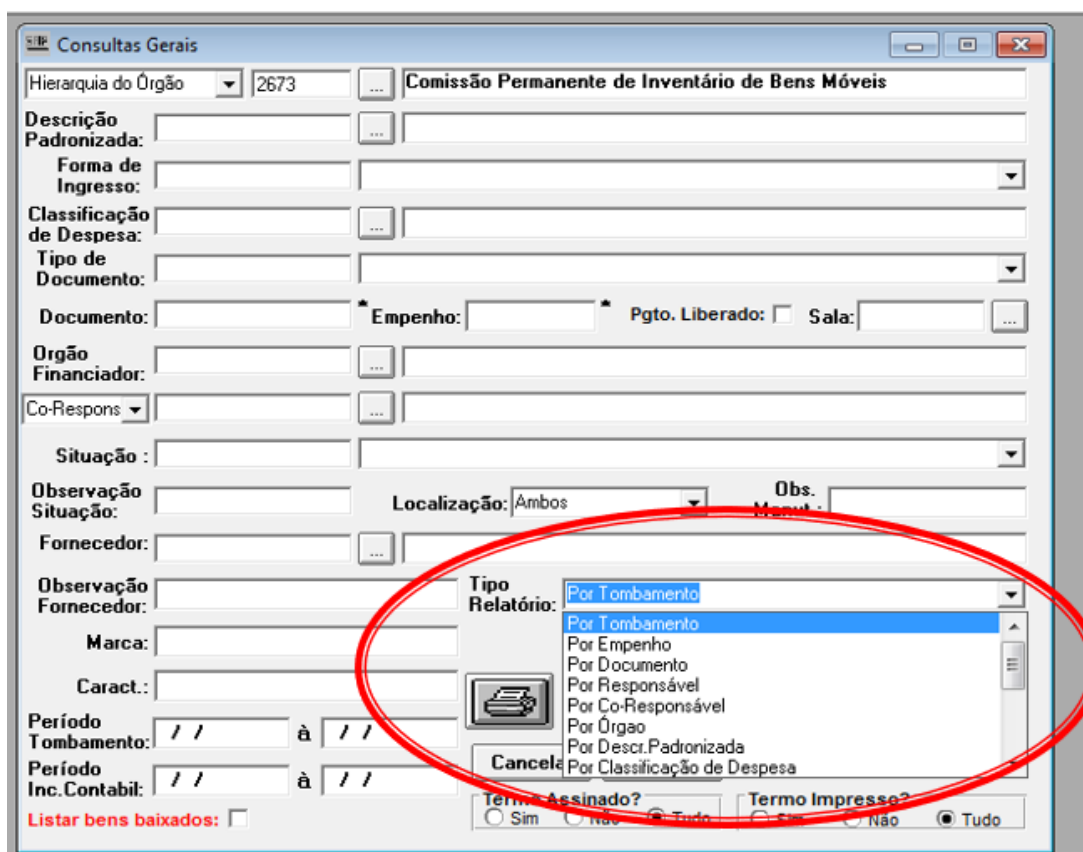 Consultas Gerais
Hierarquia do Órgão 2673 ... Comissão Permanente de Inventário de Bens Móveis
Descrição
Padronizada: ...
Forma de
Ingresso:
Classificação
de Despesa: ...
Tipo de
Documento:
Documento: * Empenho: * Pgto. Liberado: Sala: ...
Orgão
Financiador: ...
Co-Respons ...
Situação :
Observação
Situação: Localização: Ambos Obs.
Manut.:
Fornecedor: ...
Observação
Fornecedor:
Tipo
Relatório: Por Tombamento
Por Tombamento
Por Empenho
Por Documento
Por Responsável
Por Co-Responsável
Por Órgao
Por Descr.Padronizada
Por Classificação de Despesa
Marca:
Caract.:
Período
Tombamento: / / à / /
Período
Inc.Contabil: / / à / /
Cancela
Listar bens baixados:
Termo Assinado?
Sim Não Tudo
Termo Impresso?
Sim Não Tudo